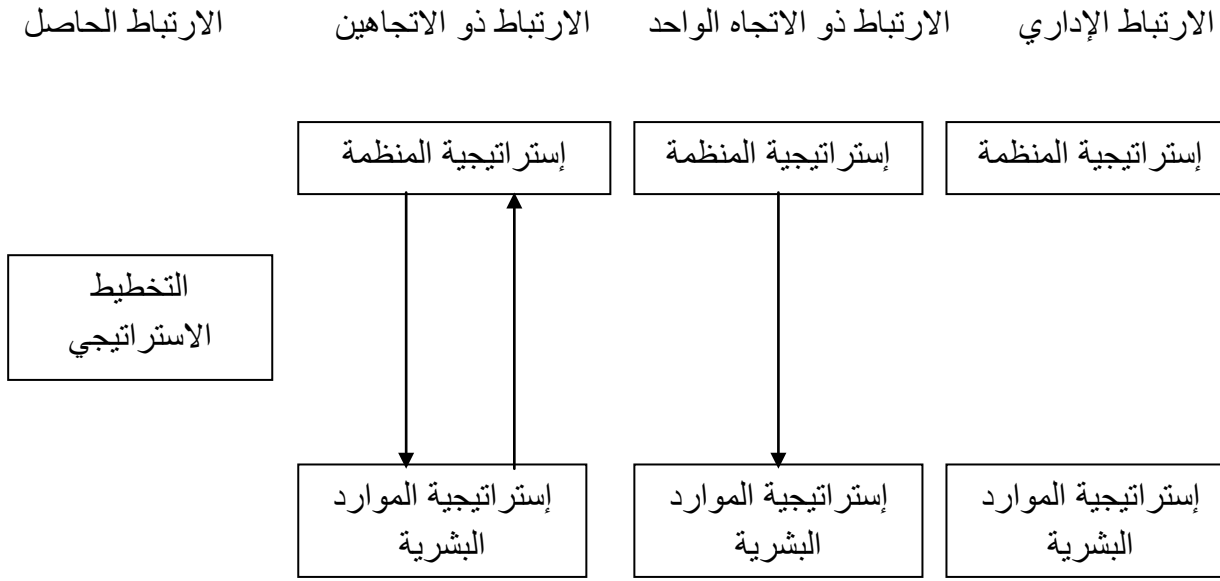 الارتباط الإداري
الارتباط ذو الاتجاه الواحد
الارتباط ذو الاتجاهين
الارتباط الحاصل
إستراتيجية المنظمة
إستراتيجية المنظمة
إستراتيجية المنظمة
التخطيط
الاستراتيجي
إستراتيجية الموارد
البشرية
إستراتيجية الموارد
البشرية
إستراتيجية الموارد
البشرية